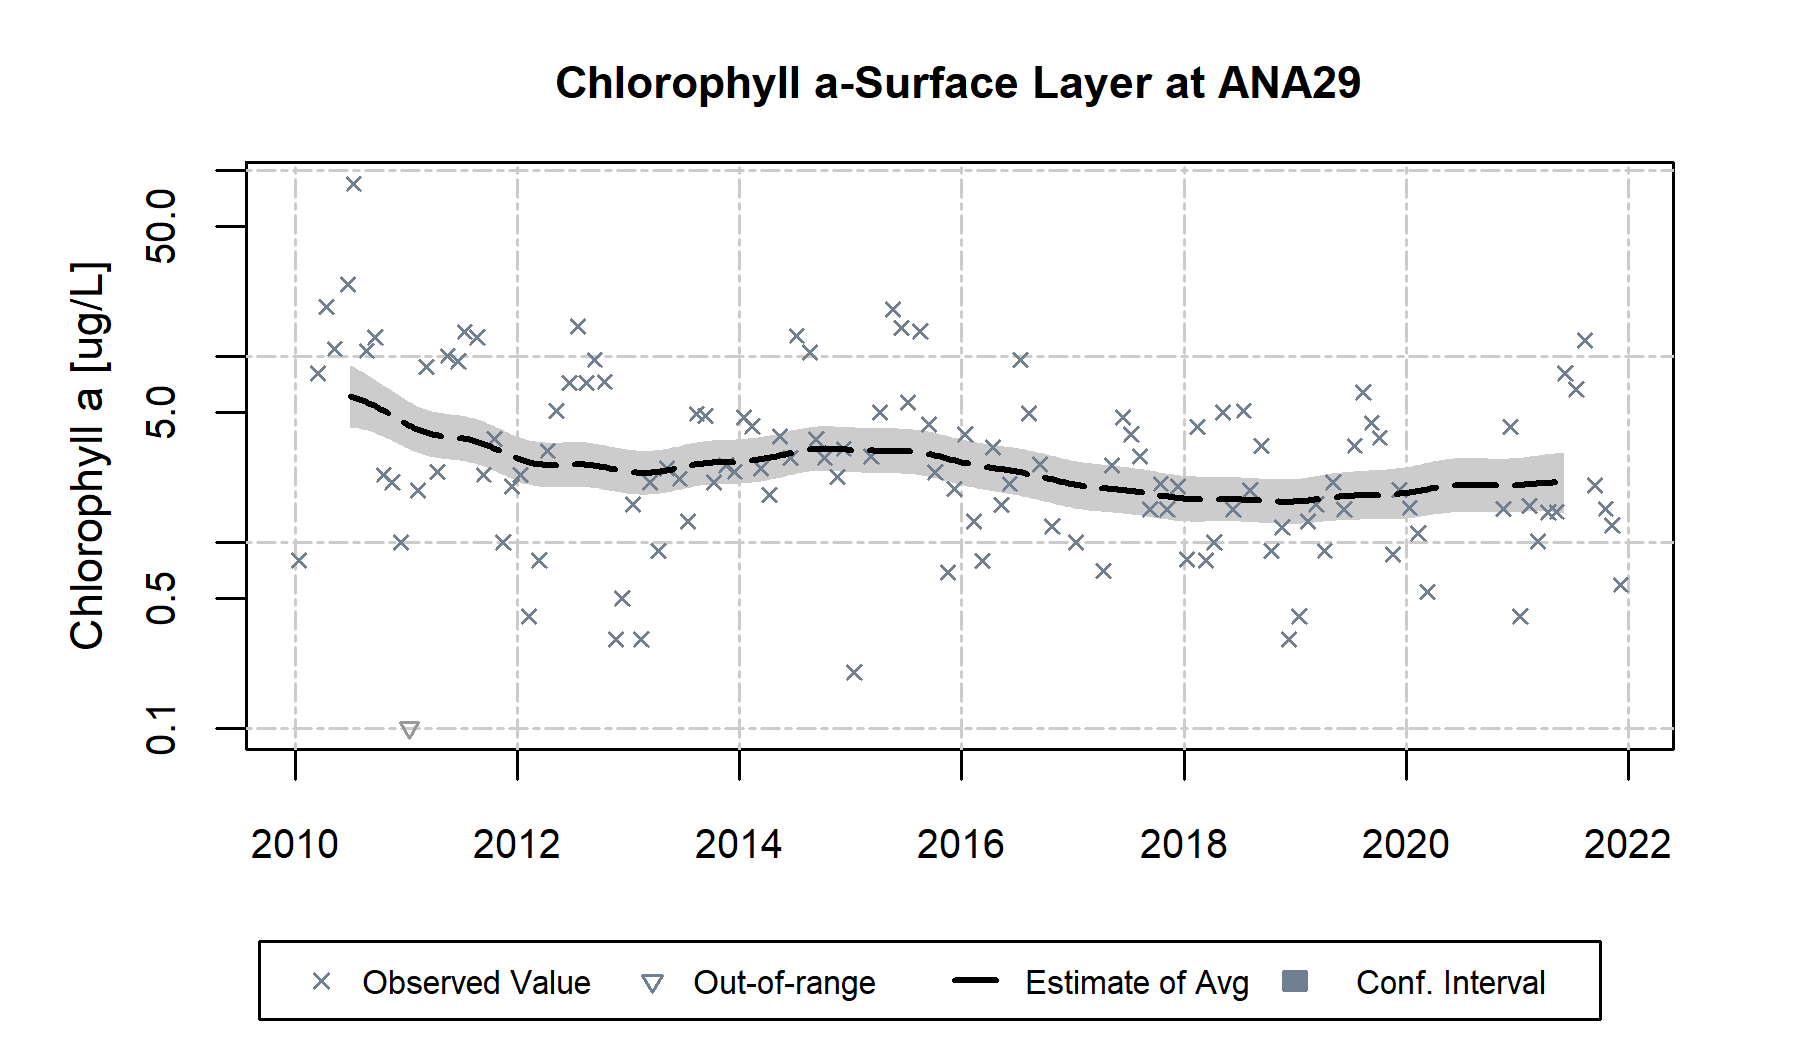 Chlorophyll a-Surface Layer at ANA29
Chlorophyll a [ug/L]
50.0
5.0
0.5
0.1
2010 2012 2014 2016 2018 2020 2022
Observed Value Out-of-range Estimate of Avg Conf. Interval